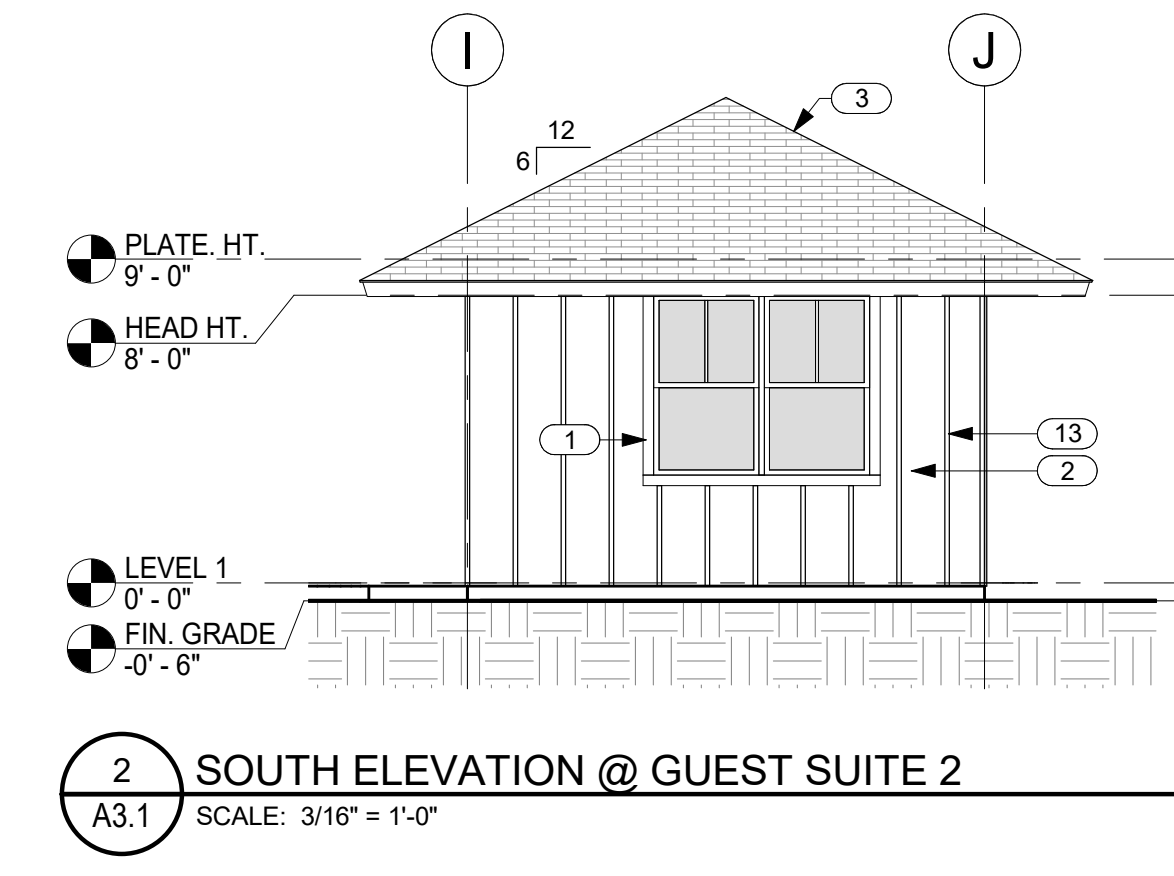 I
J
3
12
6
PLATE. HT.
9' - 0"
HEAD HT.
8' - 0"
1
13
2
LEVEL 1
0' - 0"
FIN. GRADE
-0' - 6"
2
A3.1
SOUTH ELEVATION @ GUEST SUITE 2
SCALE: 3/16" = 1'-0"